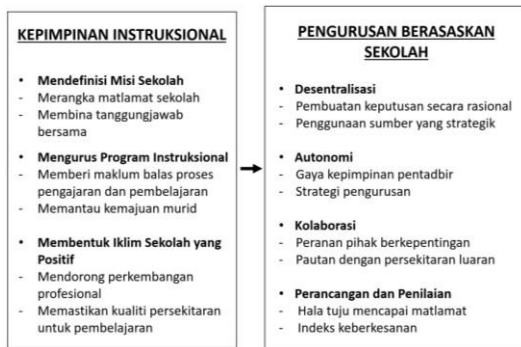 KEPIMPINAN INSTRUKSIONAL
• Mendefinisi Misi Sekolah
- Merangka matlamat sekolah
- Membina tanggungjawab
bersama
• Mengurus Program Instruksional
- Memberi maklum balas proses
pengajaran dan pembelajaran
- Memantau kemajuan murid
• Membentuk Iklim Sekolah yang
Positif
- Mendorong perkembangan
profesional
- Memastikan kualiti persekitaran
untuk pembelajaran
PENGURUSAN BERASASKAN
SEKOLAH
• Desentralisasi
- Pembuatan keputusan secara rasional
- Penggunaan sumber yang strategik
• Autonomi
- Gaya kepimpinan pentadbir
- Strategi pengurusan
• Kolaborasi
- Peranan pihak berkepentingan
- Pautan dengan persekitaran luaran
• Perancangan dan Penilaian
- Hala tuju mencapai matlamat
- Indeks keberkesanan